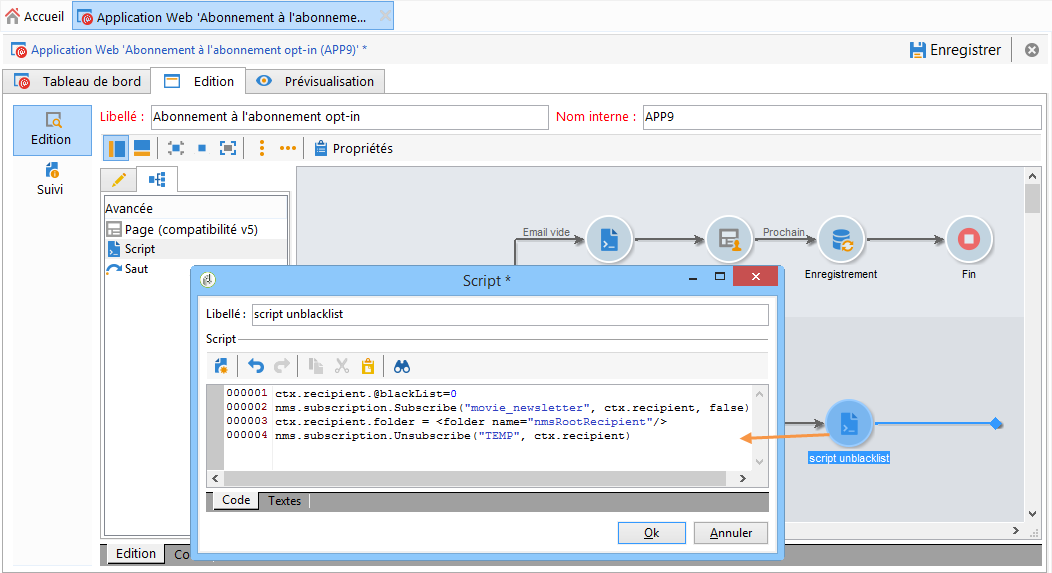 Accueil
Application Web 'Abonnement à l'abonneme...
Application Web 'Abonnement à l'abonnement opt-in (APP9)' *
Enregistrer
Tableau de bord
Edition
Prévisualisation
Edition
Suivi
Libellé :
Abonnement à l'abonnement opt-in
Nom interne :
APP9
Propriétés
Avancée
Page (compatibilité v5)
Script
Saut
Email vide
Prochain
Enregistrement
Fin
Script *
Libellé :
script unblacklist
Script
000001 ctx.recipient.@blackList=0
000002 nms.subscription.Subscribe("movie_newsletter", ctx.recipient, false)
000003 ctx.recipient.folder = <folder name="nmsRootRecipient"/>
000004 nms.subscription.Unsubscribe("TEMP", ctx.recipient)
script unblacklist
Code
Textes
Ok
Annuler
Edition
Co